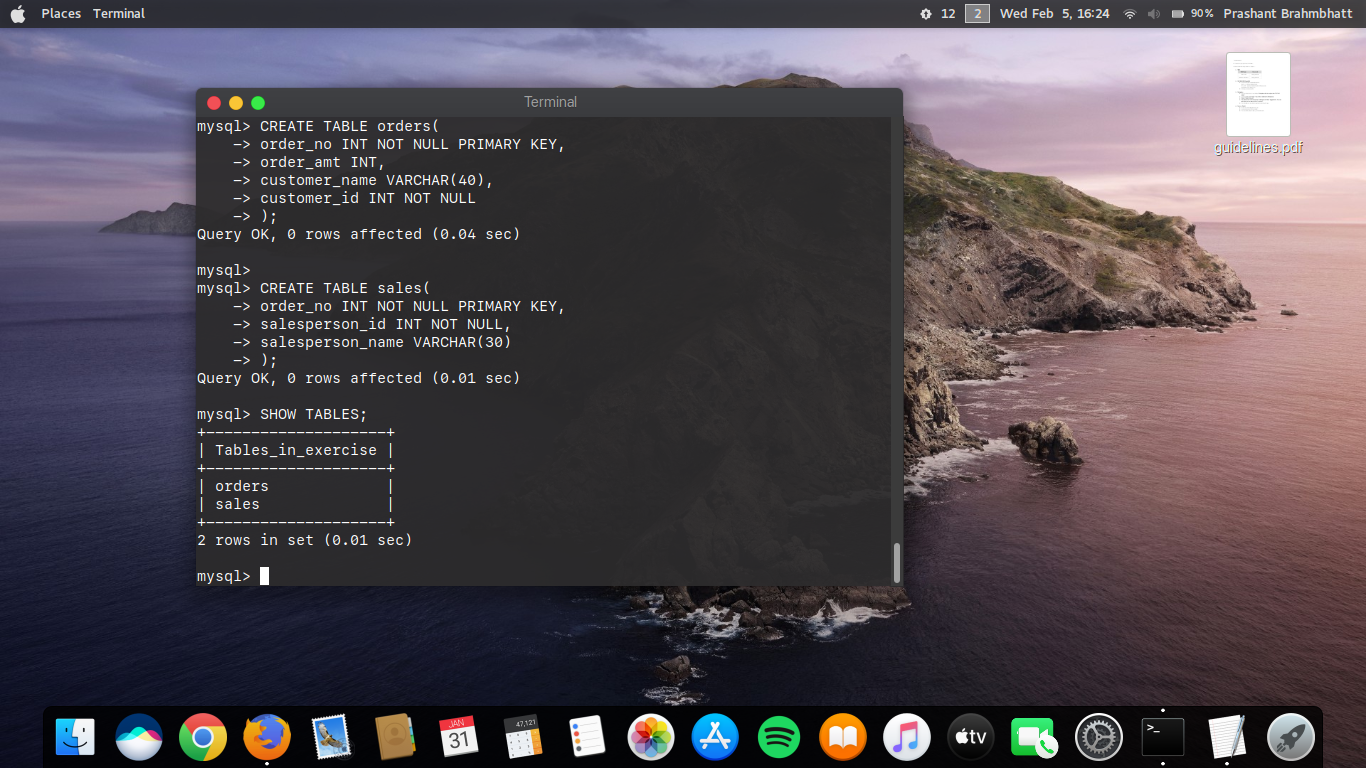 Places Terminal
12 2 Wed Feb 5, 16:24 90% Prashant Brahmbhatt
guidelines.pdf
Terminal
mysql> CREATE TABLE orders(
    -> order_no INT NOT NULL PRIMARY KEY,
    -> order_amt INT,
    -> customer_name VARCHAR(40),
    -> customer_id INT NOT NULL
    -> );
Query OK, 0 rows affected (0.04 sec)

mysql>
mysql> CREATE TABLE sales(
    -> order_no INT NOT NULL PRIMARY KEY,
    -> salesperson_id INT NOT NULL,
    -> salesperson_name VARCHAR(30)
    -> );
Query OK, 0 rows affected (0.01 sec)

mysql> SHOW TABLES;
+--------------------+
| Tables_in_exercise |
+--------------------+
| orders             |
| sales              |
+--------------------+
2 rows in set (0.01 sec)

mysql>
JAN
31
47,121
tv
>_